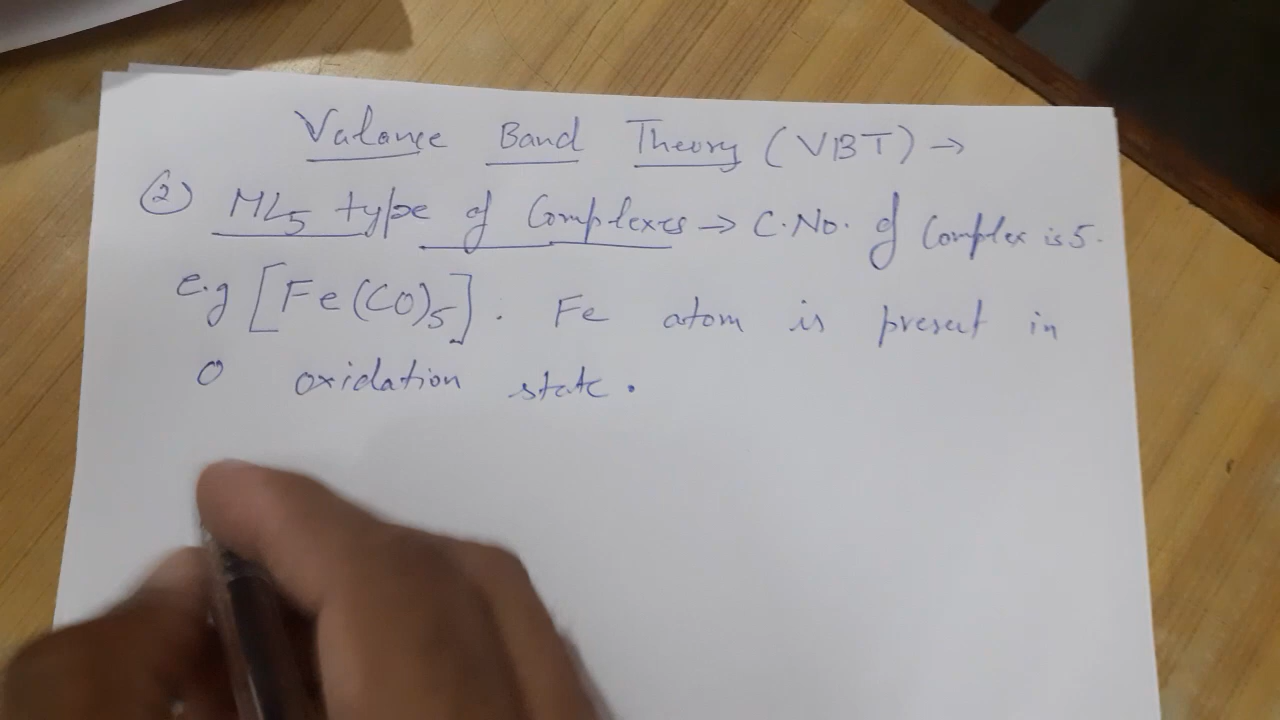 Valance Band Theory (VBT) →
② ML5 type of Complexes → C.No. of Complex is 5.
e.g [Fe(CO)5]. Fe atom is present in
0 oxidation state.